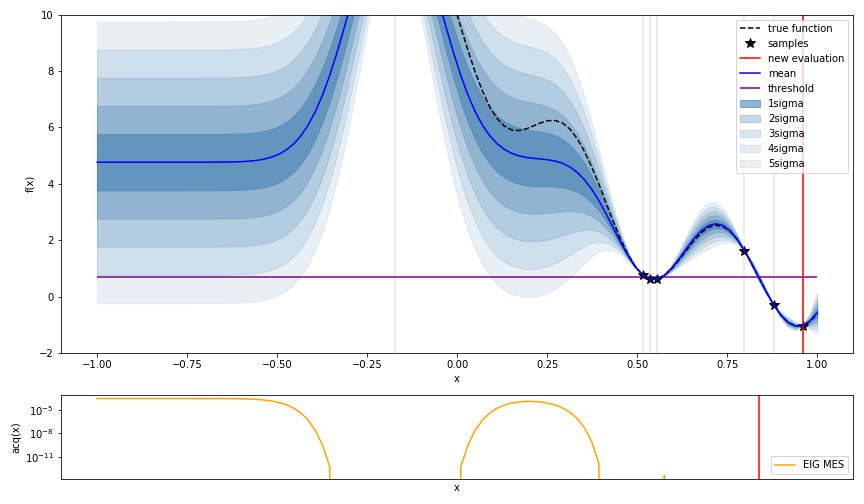 10
8
6
4
2
0
−2
f(x)
true function
samples
new evaluation
mean
threshold
1sigma
2sigma
3sigma
4sigma
5sigma
−1.00 −0.75 −0.50 −0.25 0.00 0.25 0.50 0.75 1.00
x
10⁻⁵
10⁻⁸
10⁻¹¹
acq(x)
EIG MES
x